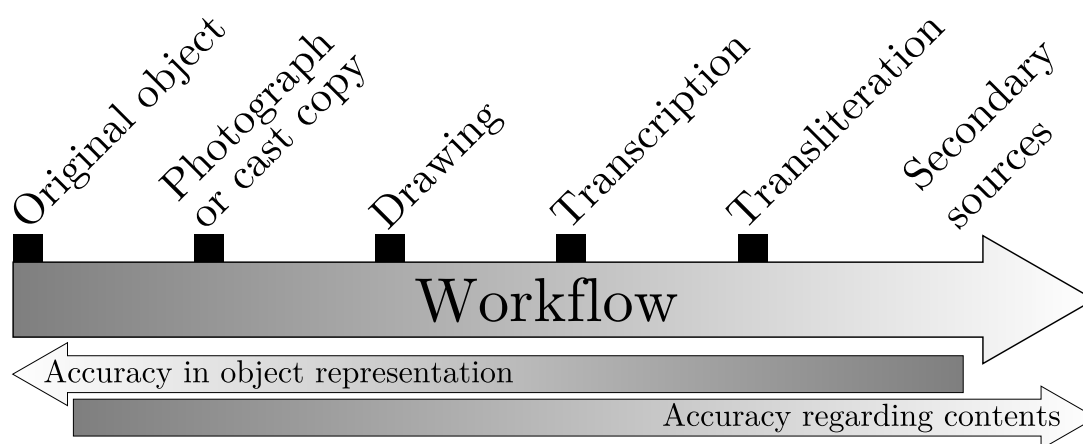 Original object
Photograph
or cast copy
Drawing
Transcription
Transliteration
Secondary
sources
Workflow
Accuracy in object representation
Accuracy regarding contents